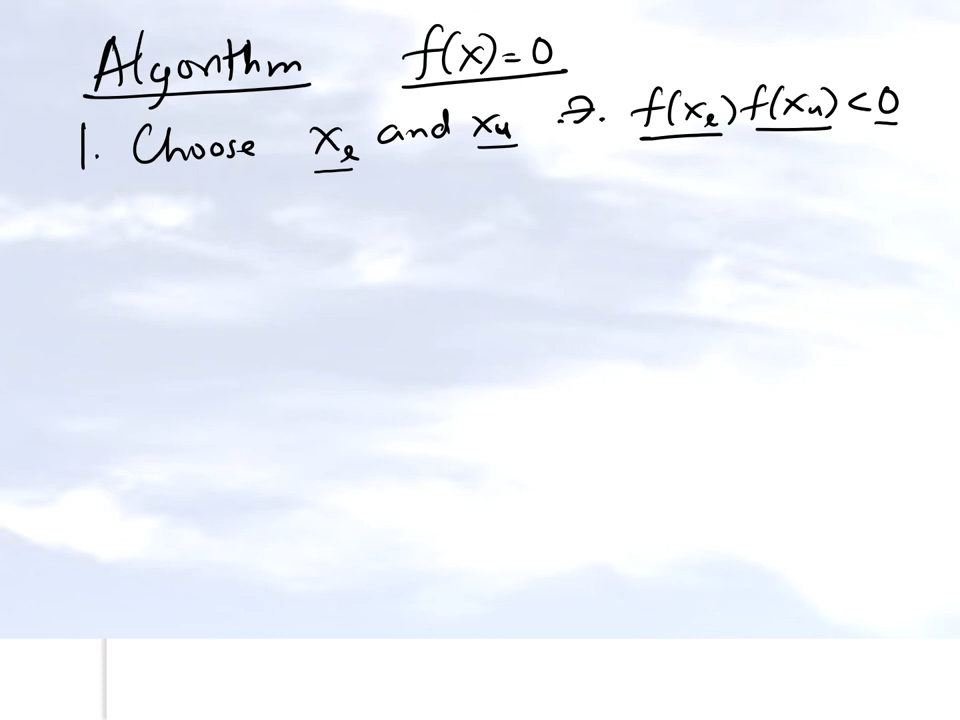 Algorithm f(x)=0
1. Choose xₗ and xᵤ .∋. f(xₗ)f(xᵤ)<0